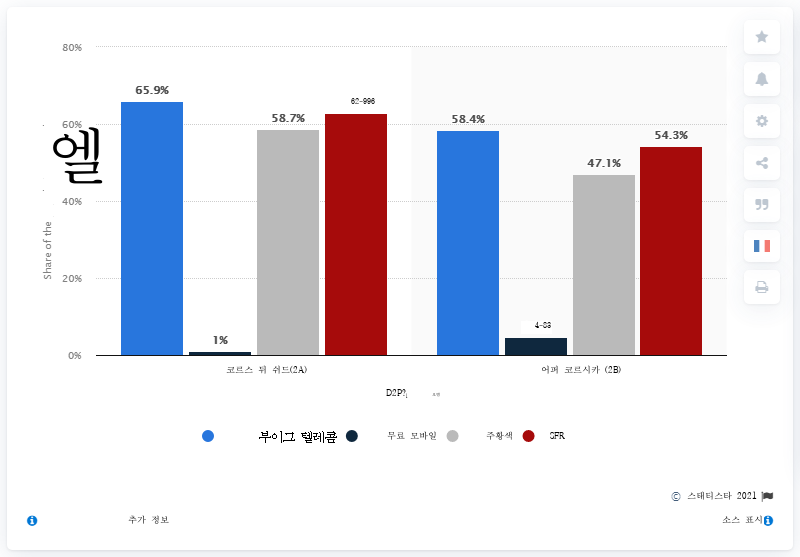 80%
65.9%
62-996
60%
58.7%
58.4%
54.3%
엘
47.1%
40%
Share of the
20%
1%
4-83
0%
코르스 뒤 쉬드(2A)
어퍼 코르시카 (2B)
부이그 텔레콤
무료 모바일
주황색
SFR
© 스태티스타 2021
추가 정보
소스 표시